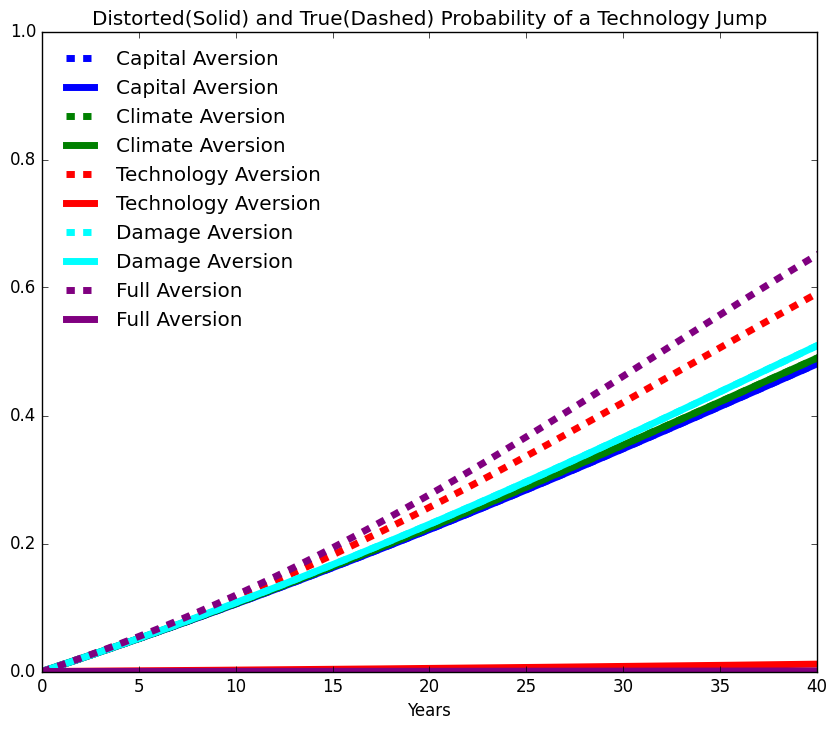 Distorted(Solid) and True(Dashed) Probability of a Technology Jump
1.0
Capital Aversion
Capital Aversion
Climate Aversion
Climate Aversion
Technology Aversion
Technology Aversion
Damage Aversion
Damage Aversion
Full Aversion
Full Aversion
0.8
0.6
0.4
0.2
0.0
0 5 10 15 20 25 30 35 40
Years